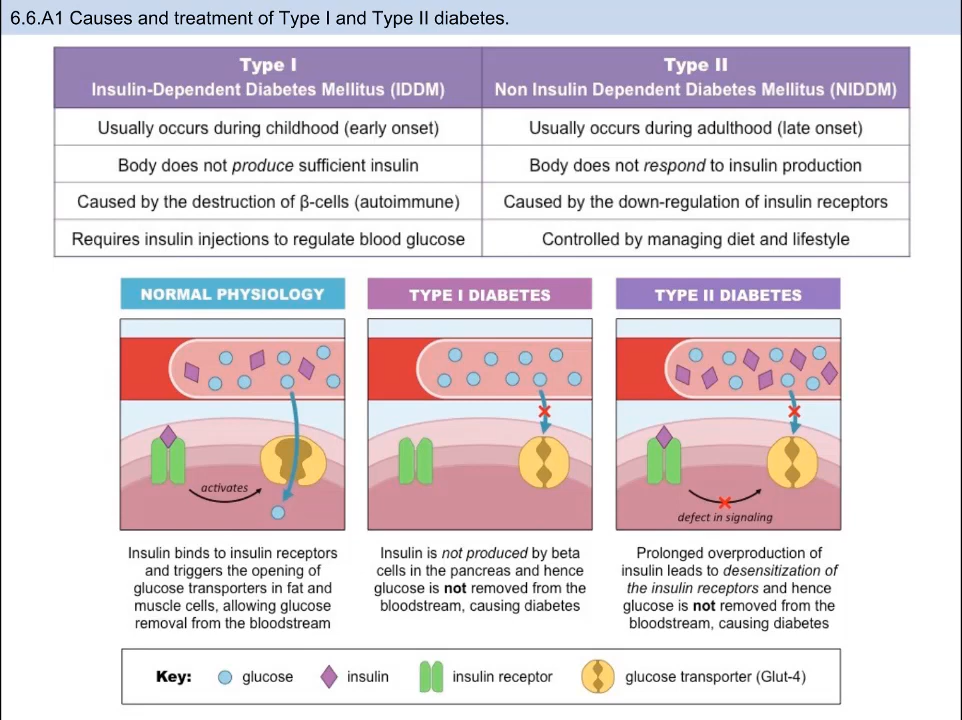 6.6.A1 Causes and treatment of Type I and Type II diabetes.
Type I
Insulin-Dependent Diabetes Mellitus (IDDM)
Type II
Non Insulin Dependent Diabetes Mellitus (NIDDM)
Usually occurs during childhood (early onset)
Usually occurs during adulthood (late onset)
Body does not produce sufficient insulin
Body does not respond to insulin production
Caused by the destruction of β-cells (autoimmune)
Caused by the down-regulation of insulin receptors
Requires insulin injections to regulate blood glucose
Controlled by managing diet and lifestyle
NORMAL PHYSIOLOGY
activates
Insulin binds to insulin receptors
and triggers the opening of
glucose transporters in fat and
muscle cells, allowing glucose
removal from the bloodstream
TYPE I DIABETES
Insulin is not produced by beta
cells in the pancreas and hence
glucose is not removed from the
bloodstream, causing diabetes
TYPE II DIABETES
defect in signaling
Prolonged overproduction of
insulin leads to desensitization of
the insulin receptors and hence
glucose is not removed from the
bloodstream, causing diabetes
Key:
glucose
insulin
insulin receptor
glucose transporter (Glut-4)